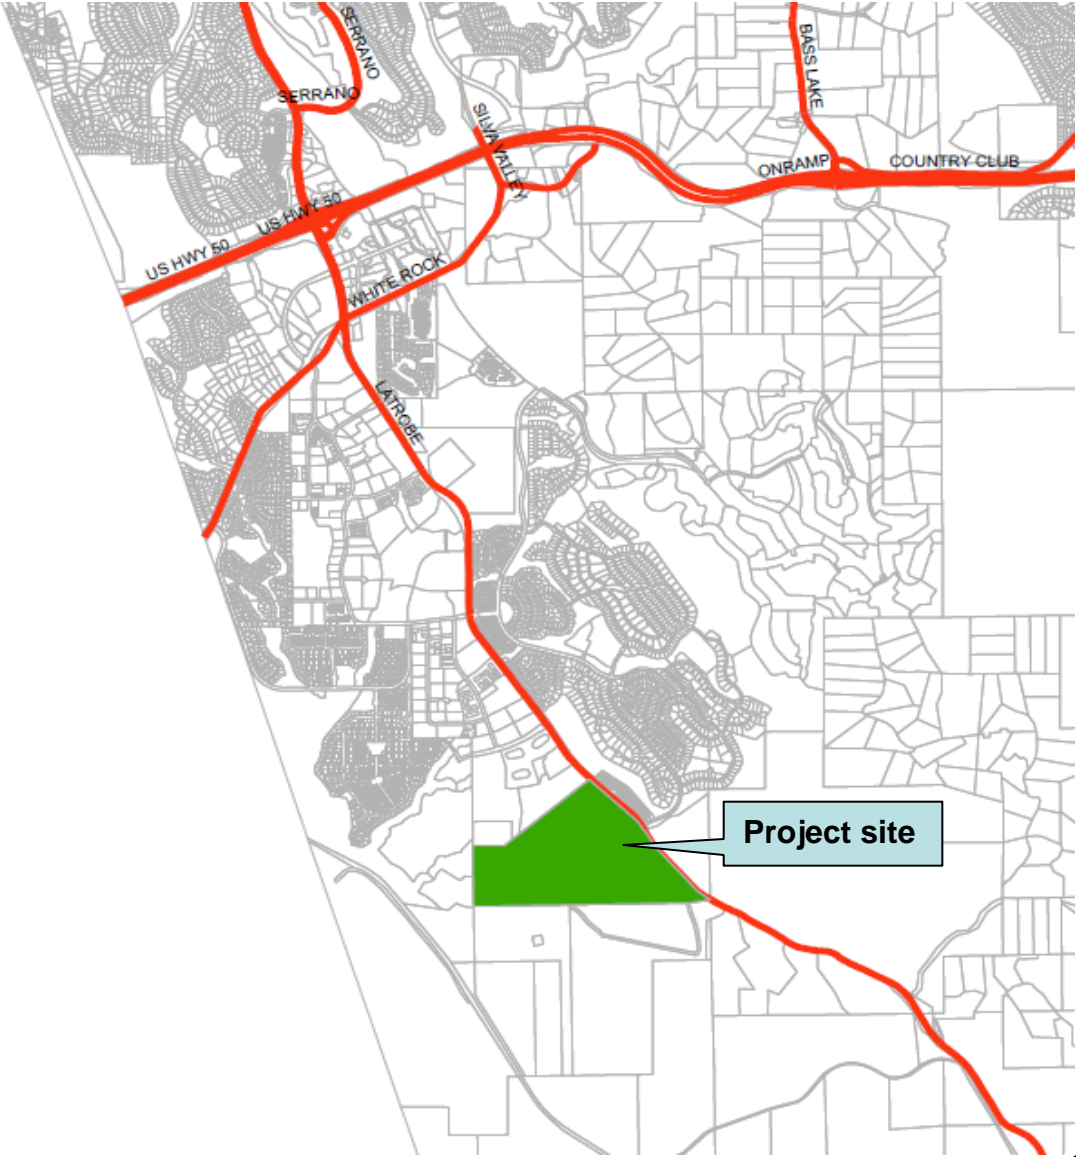 SERRANO
BASS LAKE
SERRANO
SILVA VALLEY
ONRAMP
COUNTRY CLUB
US HWY 50
US HWY 50
WHITE ROCK
LATROBE
Project site